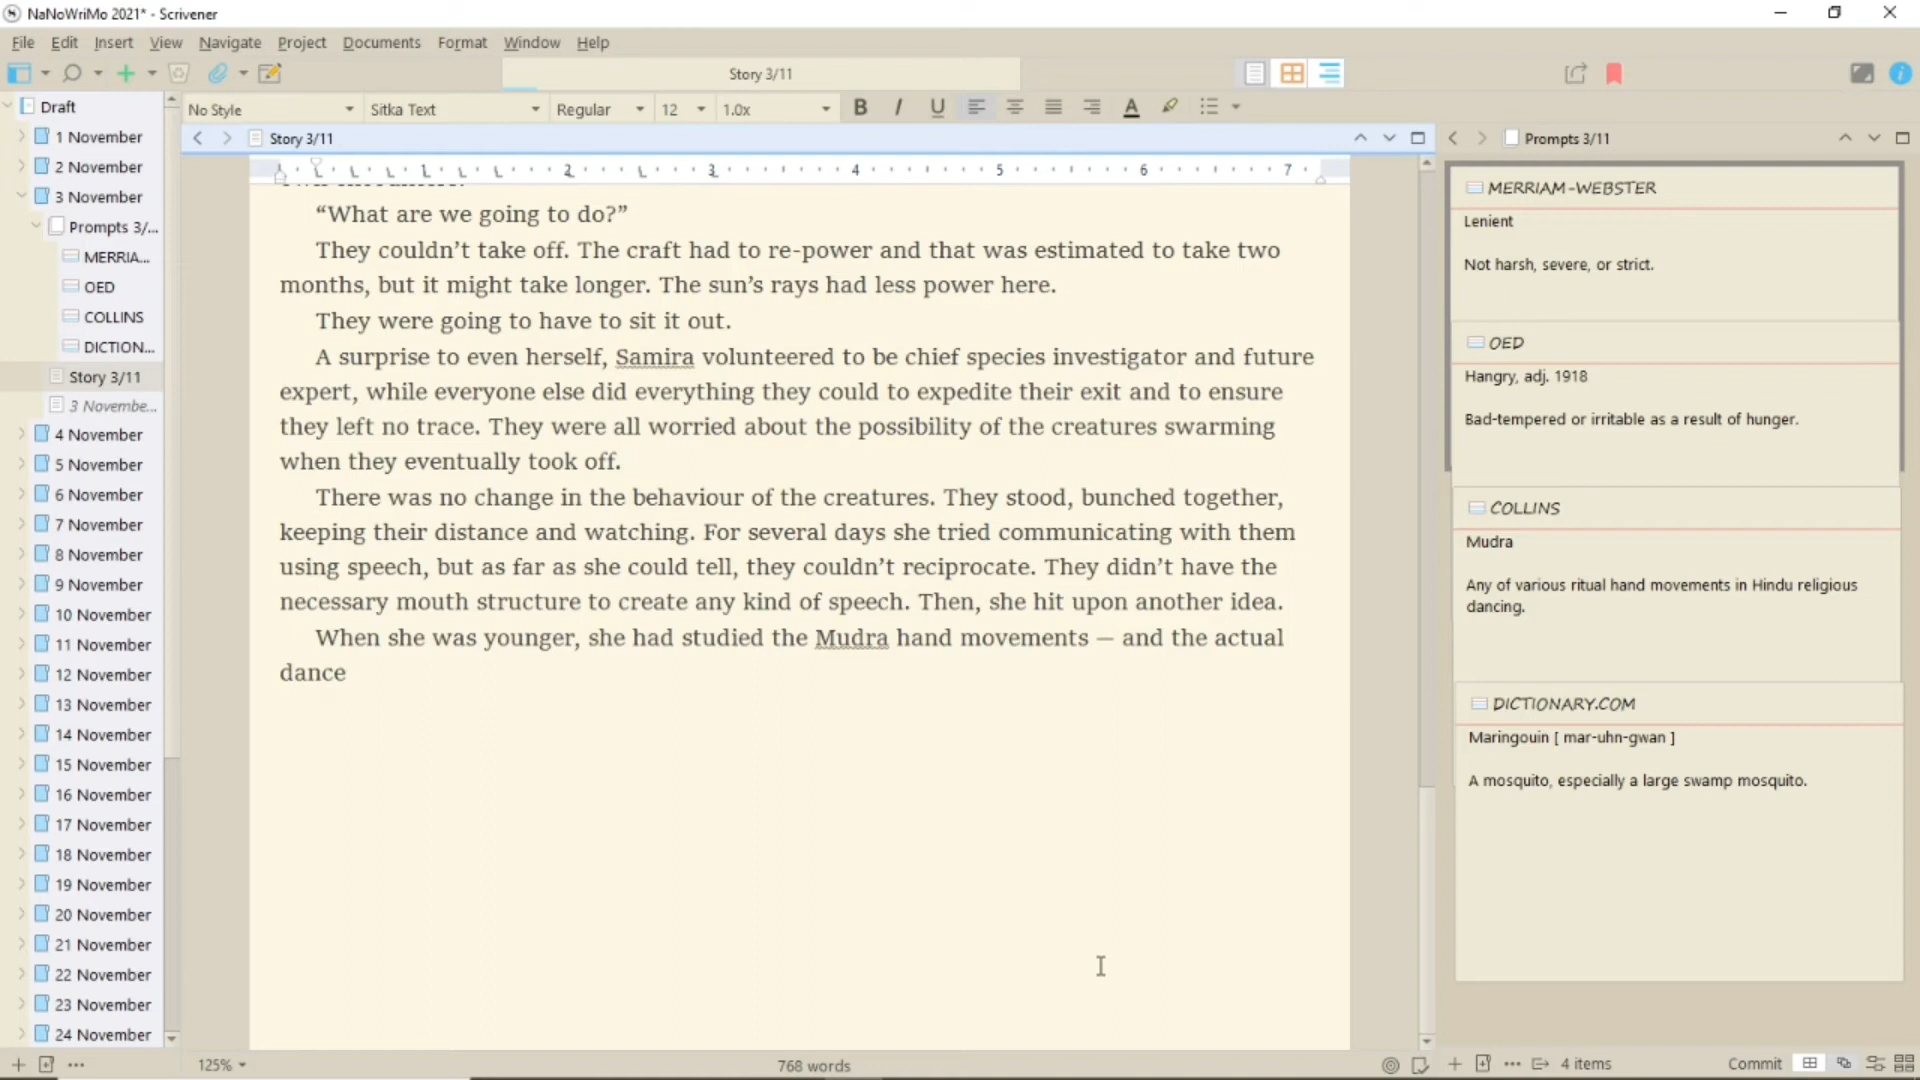 NaNoWriMo 2021* - Scrivener
File Edit Insert View Navigate Project Documents Format Window Help
Story 3/11
No Style Sitka Text Regular 12 1.0x B I U A
Draft
1 November
2 November
3 November
Prompts 3/...
MERRIA...
OED
COLLINS
DICTION...
Story 3/11
3 Novembe...
4 November
5 November
6 November
7 November
8 November
9 November
10 November
11 November
12 November
13 November
14 November
15 November
16 November
17 November
18 November
19 November
20 November
21 November
22 November
23 November
24 November
Story 3/11
1 2 3 4 5 6 7
“What are we going to do?”
They couldn’t take off. The craft had to re-power and that was estimated to take two
months, but it might take longer. The sun’s rays had less power here.
They were going to have to sit it out.
A surprise to even herself, Samira volunteered to be chief species investigator and future
expert, while everyone else did everything they could to expedite their exit and to ensure
they left no trace. They were all worried about the possibility of the creatures swarming
when they eventually took off.
There was no change in the behaviour of the creatures. They stood, bunched together,
keeping their distance and watching. For several days she tried communicating with them
using speech, but as far as she could tell, they couldn’t reciprocate. They didn’t have the
necessary mouth structure to create any kind of speech. Then, she hit upon another idea.
When she was younger, she had studied the Mudra hand movements — and the actual
dance
Prompts 3/11
MERRIAM-WEBSTER
Lenient
Not harsh, severe, or strict.
OED
Hangry, adj. 1918
Bad-tempered or irritable as a result of hunger.
COLLINS
Mudra
Any of various ritual hand movements in Hindu religious
dancing.
DICTIONARY.COM
Maringouin [ mar-uhn-gwan ]
A mosquito, especially a large swamp mosquito.
125%
768 words
4 items
Commit